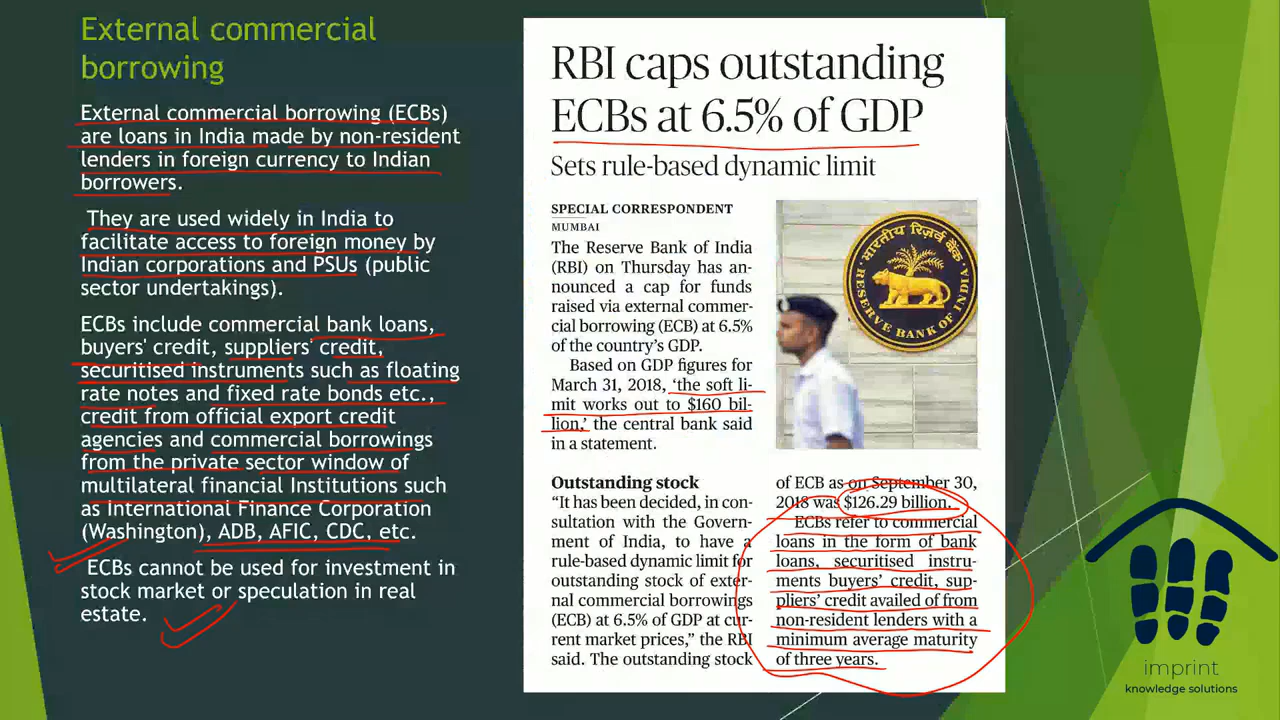 External commercial
borrowing
External commercial borrowing (ECBs)
are loans in India made by non-resident
lenders in foreign currency to Indian
borrowers.
They are used widely in India to
facilitate access to foreign money by
Indian corporations and PSUs (public
sector undertakings).
ECBs include commercial bank loans,
buyers' credit, suppliers' credit,
securitised instruments such as floating
rate notes and fixed rate bonds etc.,
credit from official export credit
agencies and commercial borrowings
from the private sector window of
multilateral financial Institutions such
as International Finance Corporation
(Washington), ADB, AFIC, CDC, etc.
ECBs cannot be used for investment in
stock market or speculation in real
estate.
RBI caps outstanding
ECBs at 6.5% of GDP
Sets rule-based dynamic limit
SPECIAL CORRESPONDENT
MUMBAI
The Reserve Bank of India
(RBI) on Thursday has an-
nounced a cap for funds
raised via external commer-
cial borrowing (ECB) at 6.5%
of the country's GDP.
Based on GDP figures for
March 31, 2018, 'the soft li-
mit works out to $160 bil-
lion,' the central bank said
in a statement.
भारतीय रिज़र्व बैंक
RESERVE BANK OF INDIA
Outstanding stock
"It has been decided, in con-
sultation with the Govern-
ment of India, to have a
rule-based dynamic limit for
outstanding stock of exter-
nal commercial borrowings
(ECB) at 6.5% of GDP at cur-
rent market prices," the RBI
said. The outstanding stock
of ECB as on September 30,
2018 was $126.29 billion.
ECBs refer to commercial
loans in the form of bank
loans, securitised instru-
ments buyers' credit, sup-
pliers' credit availed of from
non-resident lenders with a
minimum average maturity
of three years.
imprint
knowledge solutions